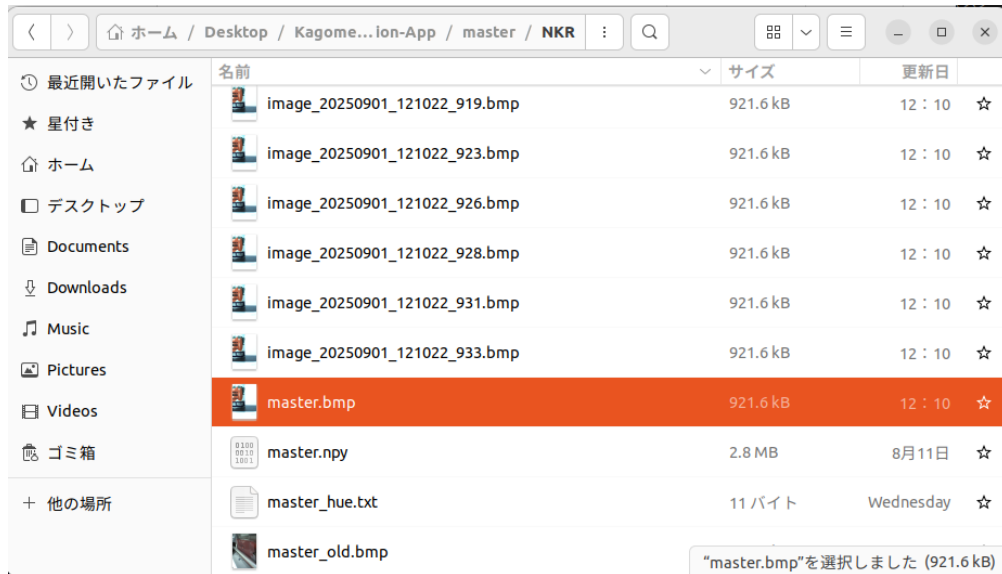 ホーム / Desktop / Kagome…ion-App / master / NKR
最近開いたファイル
星付き
ホーム
デスクトップ
Documents
Downloads
Music
Pictures
Videos
ゴミ箱
他の場所
名前 サイズ 更新日
image_20250901_121022_919.bmp 921.6 kB 12：10
image_20250901_121022_923.bmp 921.6 kB 12：10
image_20250901_121022_926.bmp 921.6 kB 12：10
image_20250901_121022_928.bmp 921.6 kB 12：10
image_20250901_121022_931.bmp 921.6 kB 12：10
image_20250901_121022_933.bmp 921.6 kB 12：10
master.bmp 921.6 kB 12：10
master.npy 2.8 MB 8月11日
master_hue.txt 11 バイト Wednesday
master_old.bmp
“master.bmp”を選択しました (921.6 kB)